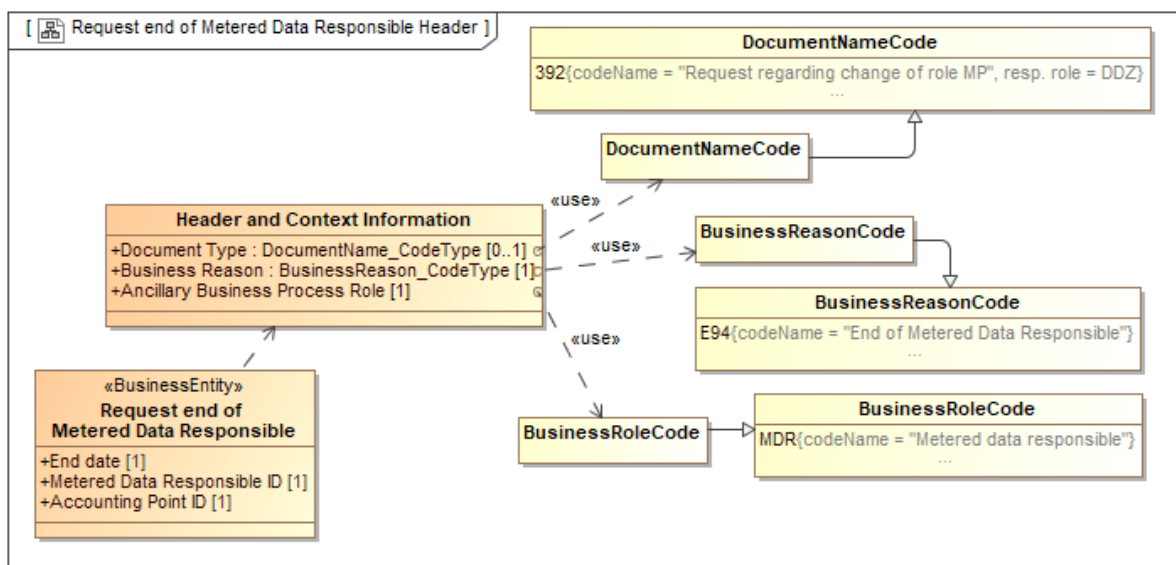 [ Request end of Metered Data Responsible Header ]
DocumentNameCode
392{codeName = "Request regarding change of role MP", resp. role = DDZ}
...
DocumentNameCode
«use»
Header and Context Information
+Document Type : DocumentName_CodeType [0..1]
+Business Reason : BusinessReason_CodeType [1]
+Ancillary Business Process Role [1]
«use»
BusinessReasonCode
BusinessReasonCode
E94{codeName = "End of Metered Data Responsible"}
...
«use»
«BusinessEntity»
Request end of
Metered Data Responsible
+End date [1]
+Metered Data Responsible ID [1]
+Accounting Point ID [1]
BusinessRoleCode
BusinessRoleCode
MDR{codeName = "Metered data responsible"}
...